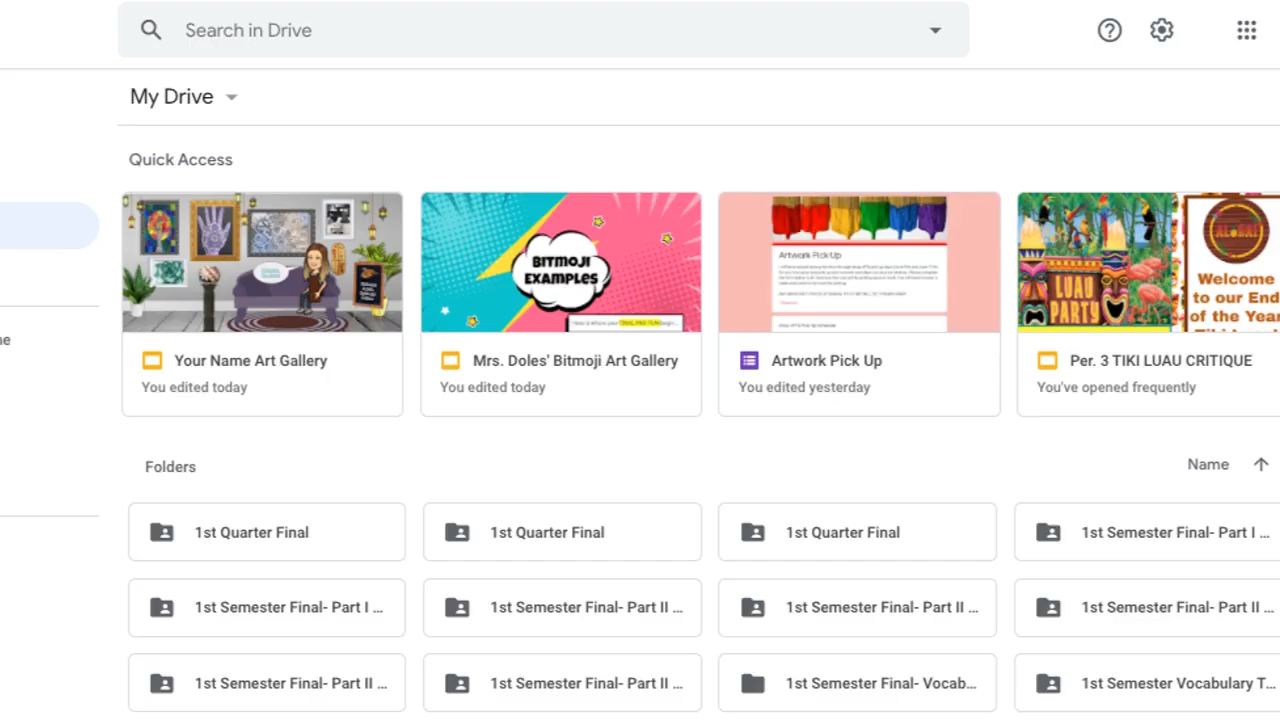 Search in Drive
My Drive
Quick Access
BITMOJI
EXAMPLES
Artwork Pick Up
LUAU
PARTY
ALOHA!
Welcome
to our End
of the Year
Your Name Art Gallery
Mrs. Doles' Bitmoji Art Gallery
Artwork Pick Up
Per. 3 TIKI LUAU CRITIQUE
You edited today
You edited today
You edited yesterday
You've opened frequently
Folders
Name
1st Quarter Final
1st Quarter Final
1st Quarter Final
1st Semester Final- Part I ...
1st Semester Final- Part I ...
1st Semester Final- Part II ...
1st Semester Final- Part II ...
1st Semester Final- Part II ...
1st Semester Final- Part II ...
1st Semester Final- Part II ...
1st Semester Final- Vocab...
1st Semester Vocabulary T...